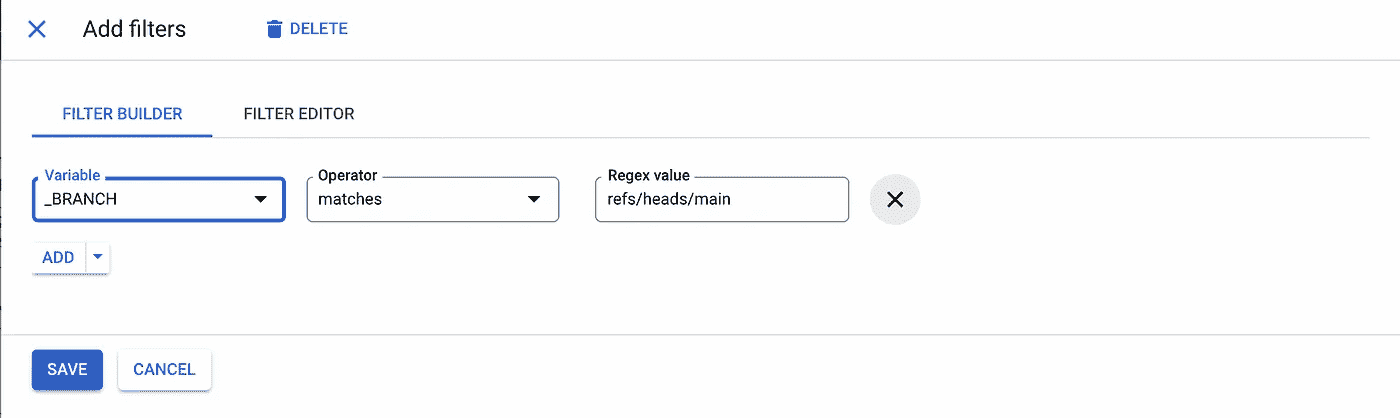 Add filters DELETE
FILTER BUILDER FILTER EDITOR
Variable Operator Regex value
_BRANCH matches refs/heads/main
ADD
SAVE CANCEL